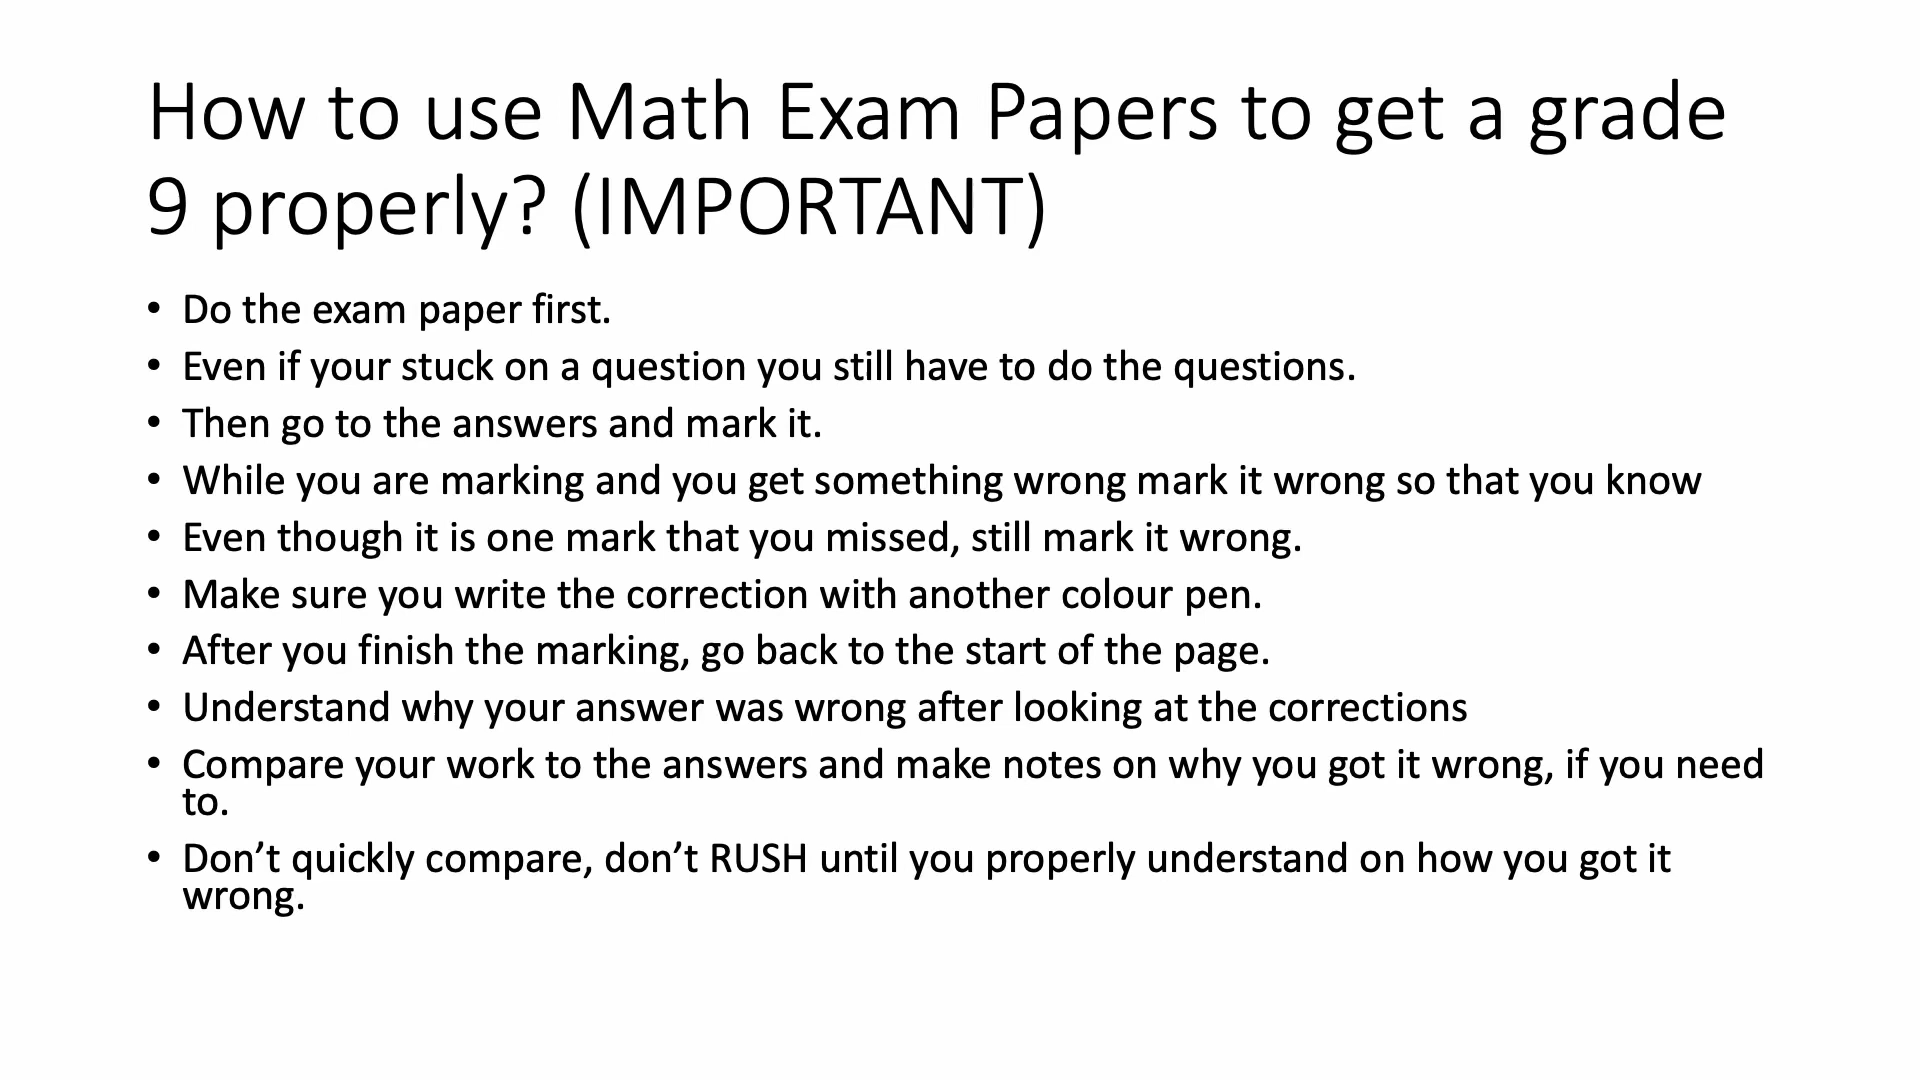 How to use Math Exam Papers to get a grade
9 properly? (IMPORTANT)
• Do the exam paper first.
• Even if your stuck on a question you still have to do the questions.
• Then go to the answers and mark it.
• While you are marking and you get something wrong mark it wrong so that you know
• Even though it is one mark that you missed, still mark it wrong.
• Make sure you write the correction with another colour pen.
• After you finish the marking, go back to the start of the page.
• Understand why your answer was wrong after looking at the corrections
• Compare your work to the answers and make notes on why you got it wrong, if you need
to.
• Don’t quickly compare, don’t RUSH until you properly understand on how you got it
wrong.